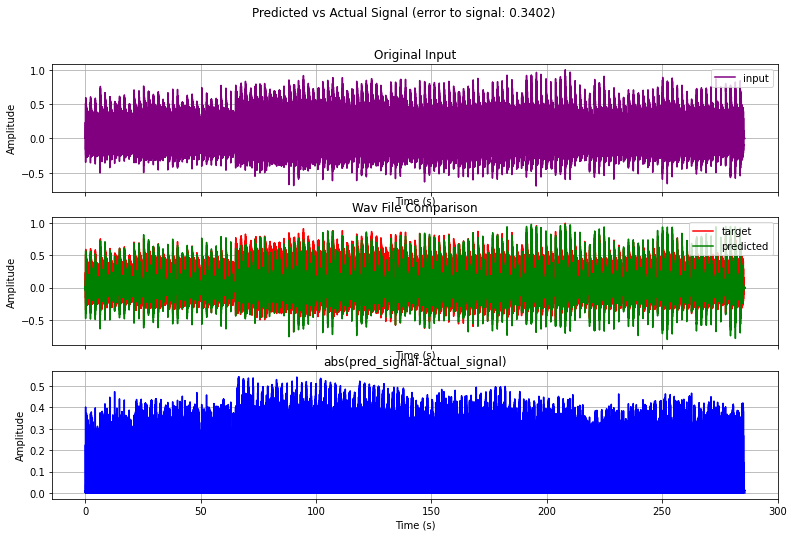 Predicted vs Actual Signal (error to signal: 0.3402)
Original Input
1.0
0.5
0.0
−0.5
Amplitude
input
Time (s)
Wav File Comparison
1.0
0.5
0.0
−0.5
Amplitude
target
predicted
Time (s)
abs(pred_signal-actual_signal)
0.5
0.4
0.3
0.2
0.1
0.0
Amplitude
0 50 100 150 200 250 300
Time (s)